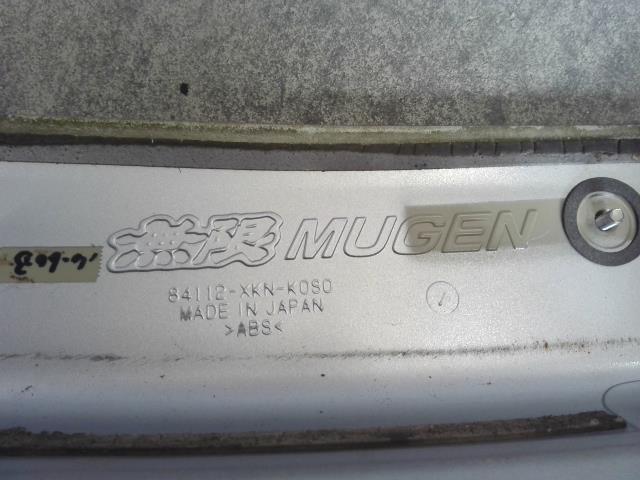 無限 MUGEN
84112-XKN-K0S0
MADE IN JAPAN
>ABS<